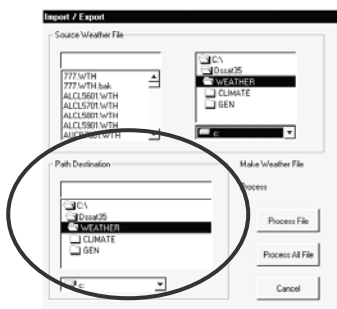 Import / Export
Source Weather File
777.WTH
777.WTH.bak
ALCL5601.WTH
ALCL5701.WTH
ALCL5801.WTH
ALCL5901.WTH
C:\
Dssat35
WEATHER
CLIMATE
GEN
c:
Path Destination
C:\
Dssat35
WEATHER
CLIMATE
GEN
c:
Make Weather File
Process
Process File
Process All File
Cancel